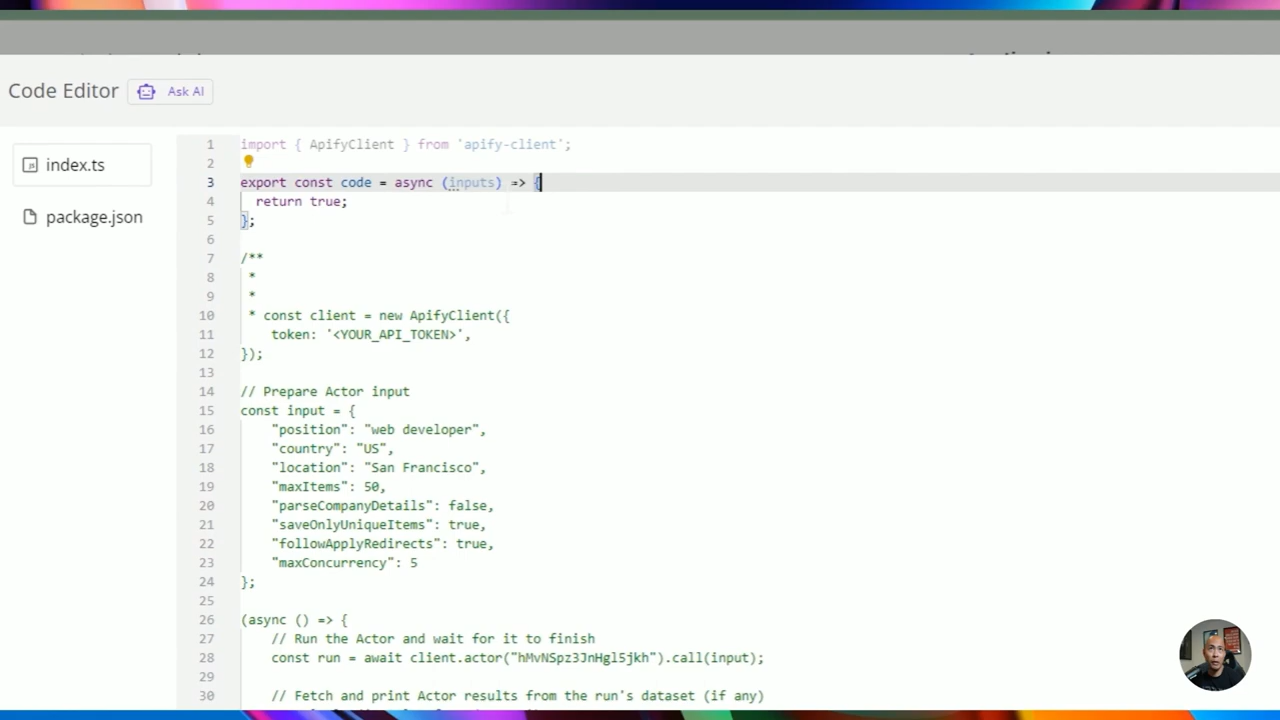 Code Editor Ask AI
index.ts
package.json
1 import { ApifyClient } from 'apify-client';
2
3 export const code = async (inputs) => {
4 return true;
5 };
6
7 /**
8 *
9 *
10 * const client = new ApifyClient({
11 token: '<YOUR_API_TOKEN>',
12 });
13
14 // Prepare Actor input
15 const input = {
16 "position": "web developer",
17 "country": "US",
18 "location": "San Francisco",
19 "maxItems": 50,
20 "parseCompanyDetails": false,
21 "saveOnlyUniqueItems": true,
22 "followApplyRedirects": true,
23 "maxConcurrency": 5
24 };
25
26 (async () => {
27 // Run the Actor and wait for it to finish
28 const run = await client.actor("hMvNSpz3JnHgl5jkh").call(input);
29
30 // Fetch and print Actor results from the run's dataset (if any)